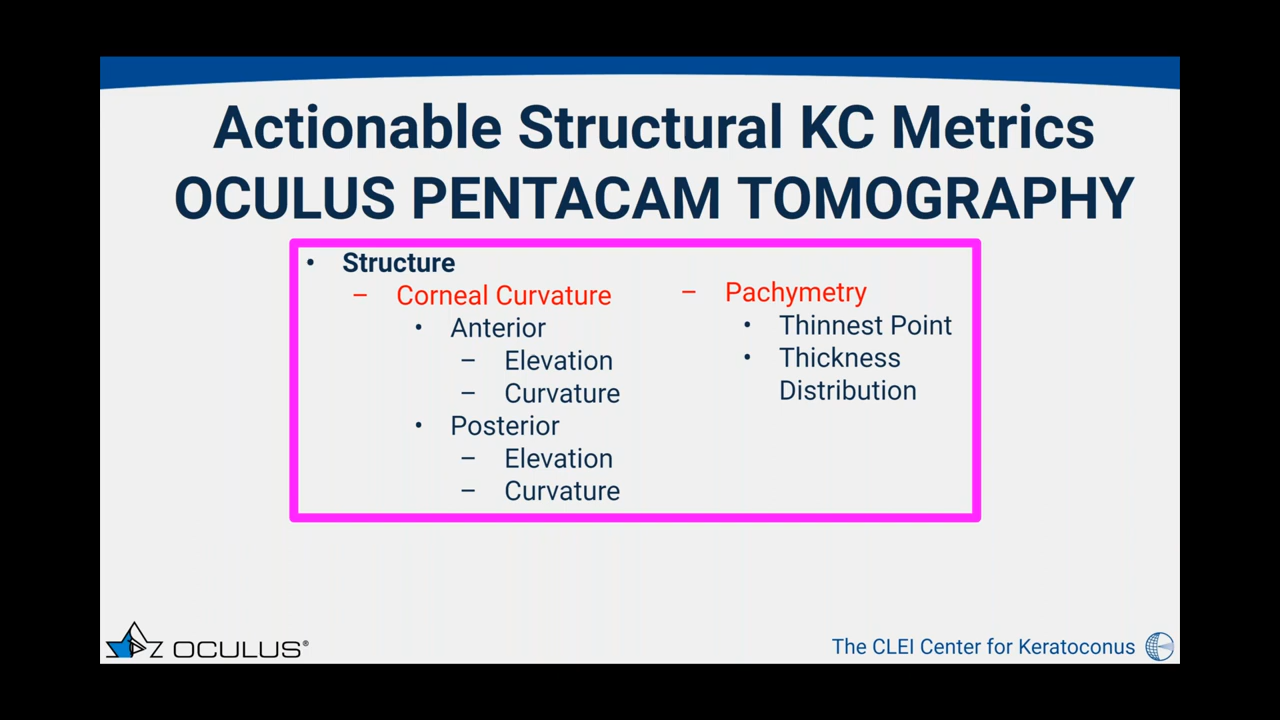 Actionable Structural KC Metrics
OCULUS PENTACAM TOMOGRAPHY
• Structure
– Corneal Curvature
• Anterior
– Elevation
– Curvature
• Posterior
– Elevation
– Curvature
– Pachymetry
• Thinnest Point
• Thickness
Distribution
OCULUS®
The CLEI Center for Keratoconus